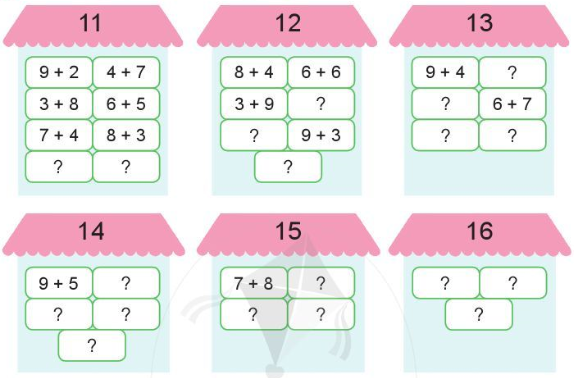 11 12 13
9 + 2 4 + 7 8 + 4 6 + 6 9 + 4 ?
3 + 8 6 + 5 3 + 9 ? ? 6 + 7
7 + 4 8 + 3 ? 9 + 3 ? ?
? ? ?
14 15 16
9 + 5 ? 7 + 8 ? ? ?
? ? ? ? ?
?